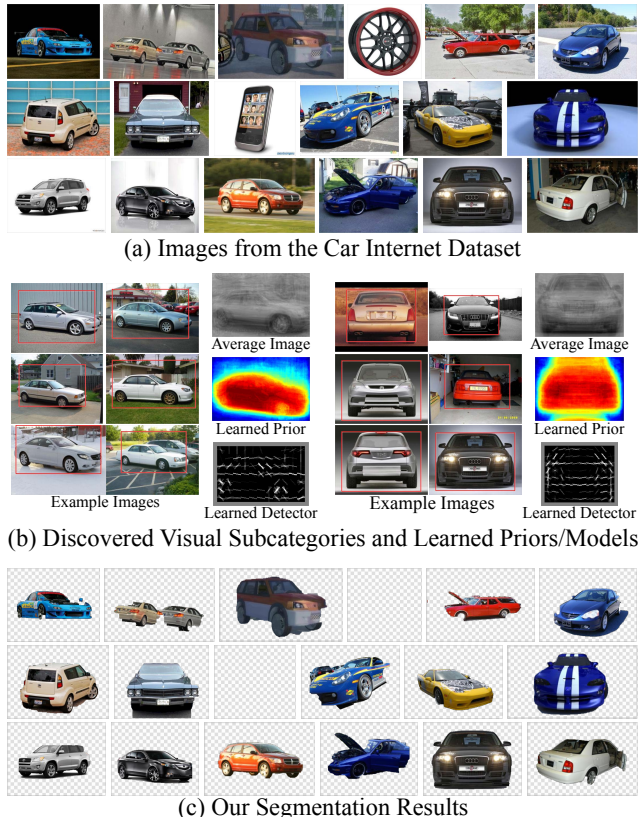 (a) Images from the Car Internet Dataset
Average Image
Learned Prior
Example Images
Learned Detector
Average Image
Learned Prior
Example Images
Learned Detector
(b) Discovered Visual Subcategories and Learned Priors/Models
(c) Our Segmentation Results